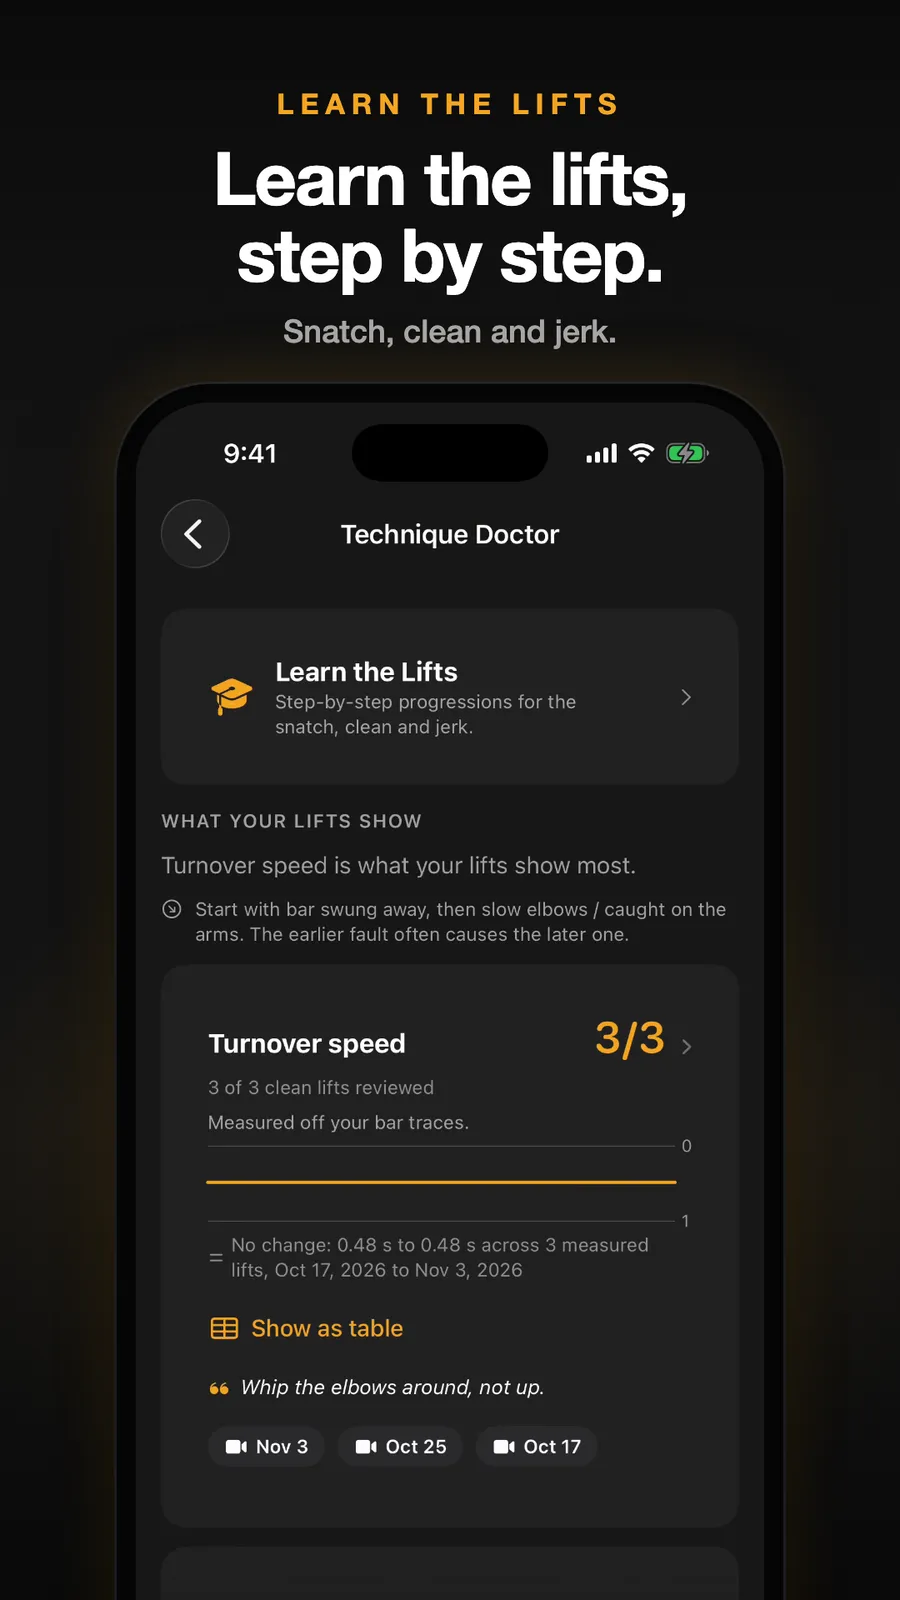 LEARN THE LIFTS
Learn the lifts,
step by step.
Snatch, clean and jerk.
9:41
Technique Doctor
Learn the Lifts
Step-by-step progressions for the
snatch, clean and jerk.
WHAT YOUR LIFTS SHOW
Turnover speed is what your lifts show most.
Start with bar swung away, then slow elbows / caught on the
arms. The earlier fault often causes the later one.
Turnover speed
3/3
3 of 3 clean lifts reviewed
Measured off your bar traces.
0
1
= No change: 0.48 s to 0.48 s across 3 measured
lifts, Oct 17, 2026 to Nov 3, 2026
Show as table
“ Whip the elbows around, not up.
Nov 3
Oct 25
Oct 17